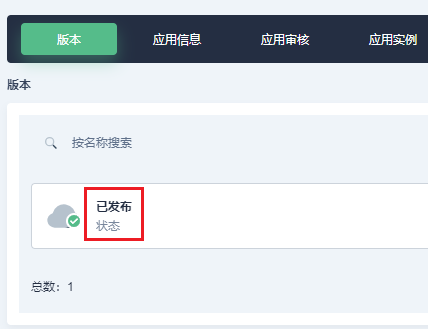 版本 应用信息 应用审核 应用实例
版本
按名称搜索
已发布
状态
总数：1